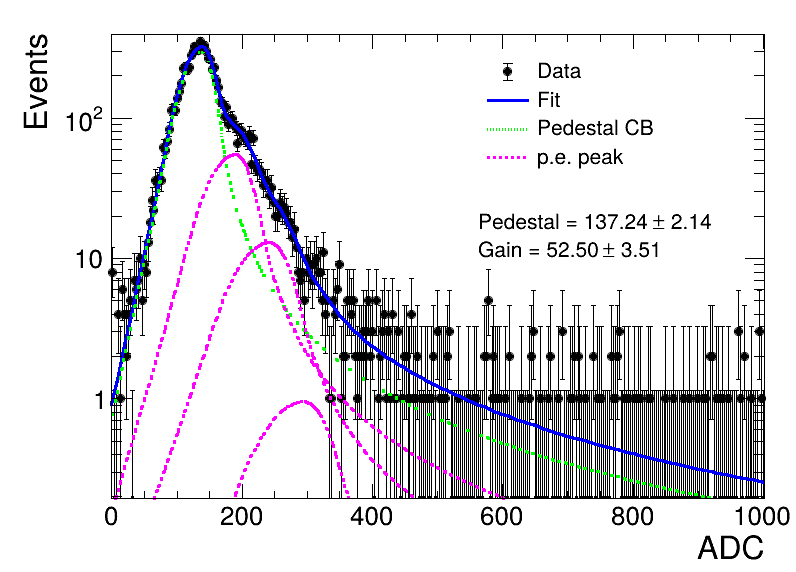 Events
10²
10
1
Data
Fit
Pedestal CB
p.e. peak
Pedestal = 137.24 ± 2.14
Gain = 52.50 ± 3.51
0 200 400 600 800 1000
ADC